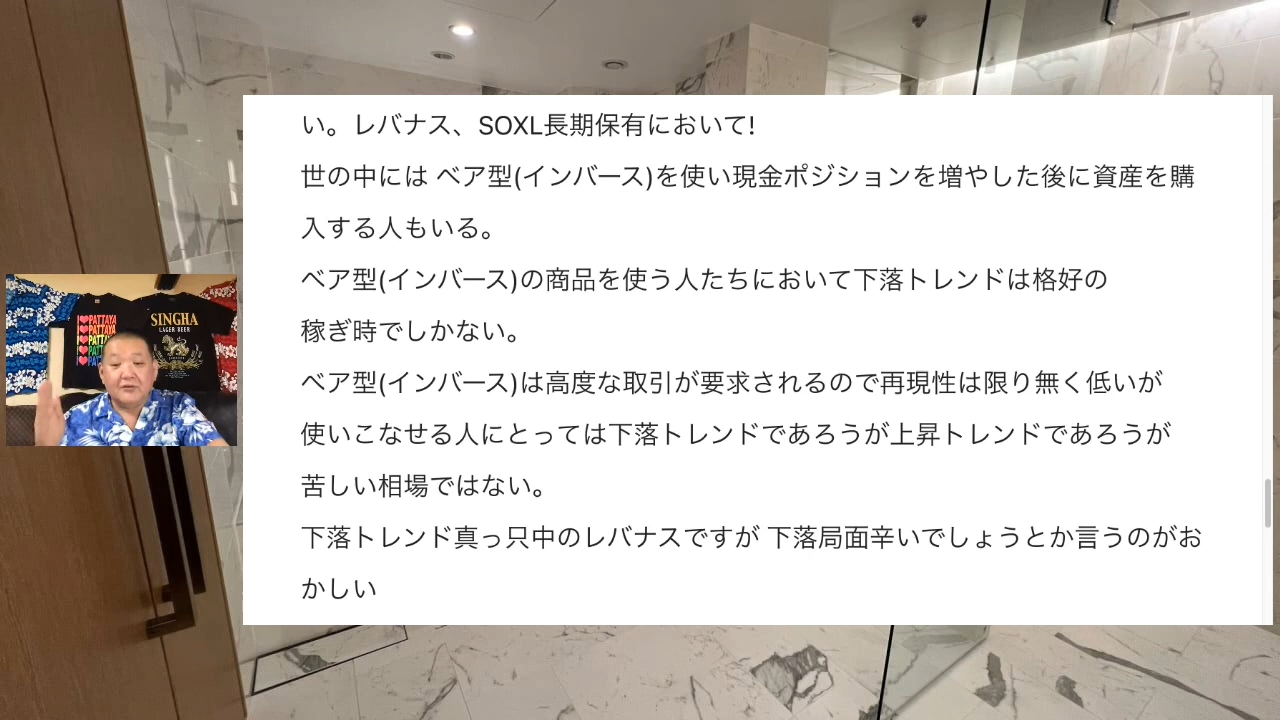 い。レバナス、SOXL長期保有において!
世の中には ベア型(インバース)を使い現金ポジションを増やした後に資産を購
入する人もいる。
ベア型(インバース)の商品を使う人たちにおいて下落トレンドは格好の
稼ぎ時でしかない。
ベア型(インバース)は高度な取引が要求されるので再現性は限り無く低いが
使いこなせる人にとっては下落トレンドであろうが上昇トレンドであろうが
苦しい相場ではない。
下落トレンド真っ只中のレバナスですが 下落局面辛いでしょうとか言うのがお
かしい
I❤PATTAYA
I❤PATTAYA
SINGHA
LAGER BEER